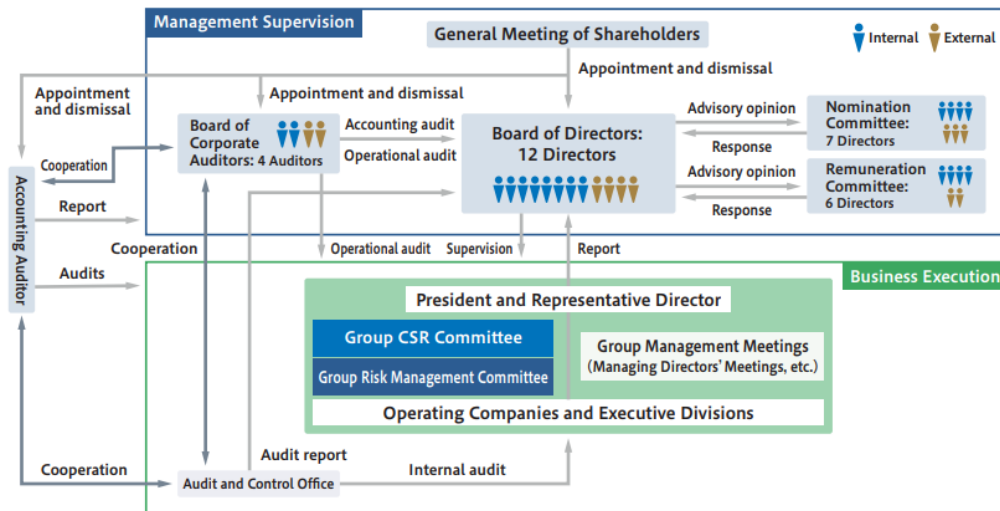 Management Supervision
General Meeting of Shareholders
Internal
External
Appointment and dismissal
Appointment
and dismissal
Appointment and dismissal
Board of
Corporate
Auditors: 4 Auditors
Accounting audit
Operational audit
Board of Directors:
12 Directors
Advisory opinion
Response
Nomination
Committee:
7 Directors
Advisory opinion
Response
Remuneration
Committee:
6 Directors
Cooperation
Accounting Auditor
Report
Audits
Cooperation
Operational audit
Supervision
Report
Business Execution
President and Representative Director
Group CSR Committee
Group Risk Management Committee
Group Management Meetings
(Managing Directors' Meetings, etc.)
Operating Companies and Executive Divisions
Cooperation
Audit report
Internal audit
Audit and Control Office